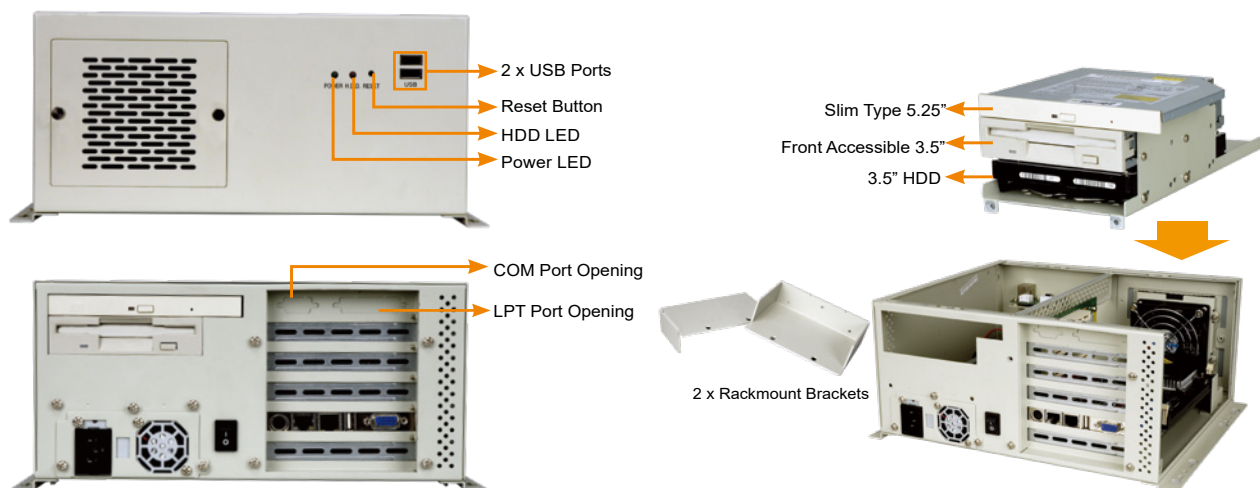 2 x USB Ports
Reset Button
HDD LED
Power LED
POWER H.D.D. RESET
USB
Slim Type 5.25”
Front Accessible 3.5”
3.5” HDD
COM Port Opening
LPT Port Opening
2 x Rackmount Brackets